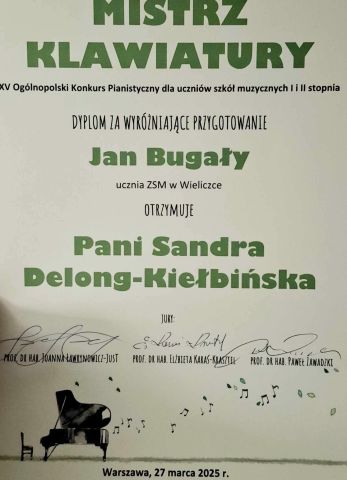 MISTRZ
KLAWIATURY
XV Ogólnopolski Konkurs Pianistyczny dla uczniów szkół muzycznych I i II stopnia
DYPLOM ZA WYRÓŻNIAJĄCE PRZYGOTOWANIE
Jan Bugały
ucznia ZSM w Wieliczce
OTRZYMUJE
Pani Sandra
Delong-Kiełbińska
JURY:
PROF. DR HAB. JOANNA ŁAWRYNOWICZ-JUST PROF. DR HAB. ELŻBIETA KARAŚ-KRASZTEL PROF. DR HAB. PAWEŁ ZAWADZKI
Warszawa, 27 marca 2025 r.